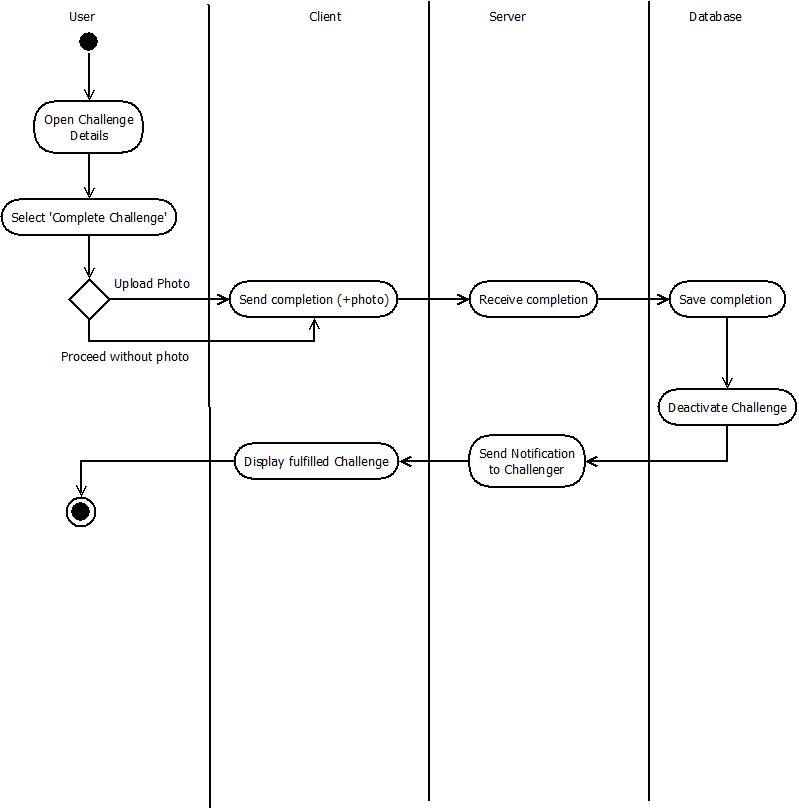 User
Client
Server
Database
Open Challenge
Details
Select 'Complete Challenge'
Upload Photo
Send completion (+photo)
Receive completion
Save completion
Proceed without photo
Deactivate Challenge
Send Notification
to Challenger
Display fulfilled Challenge